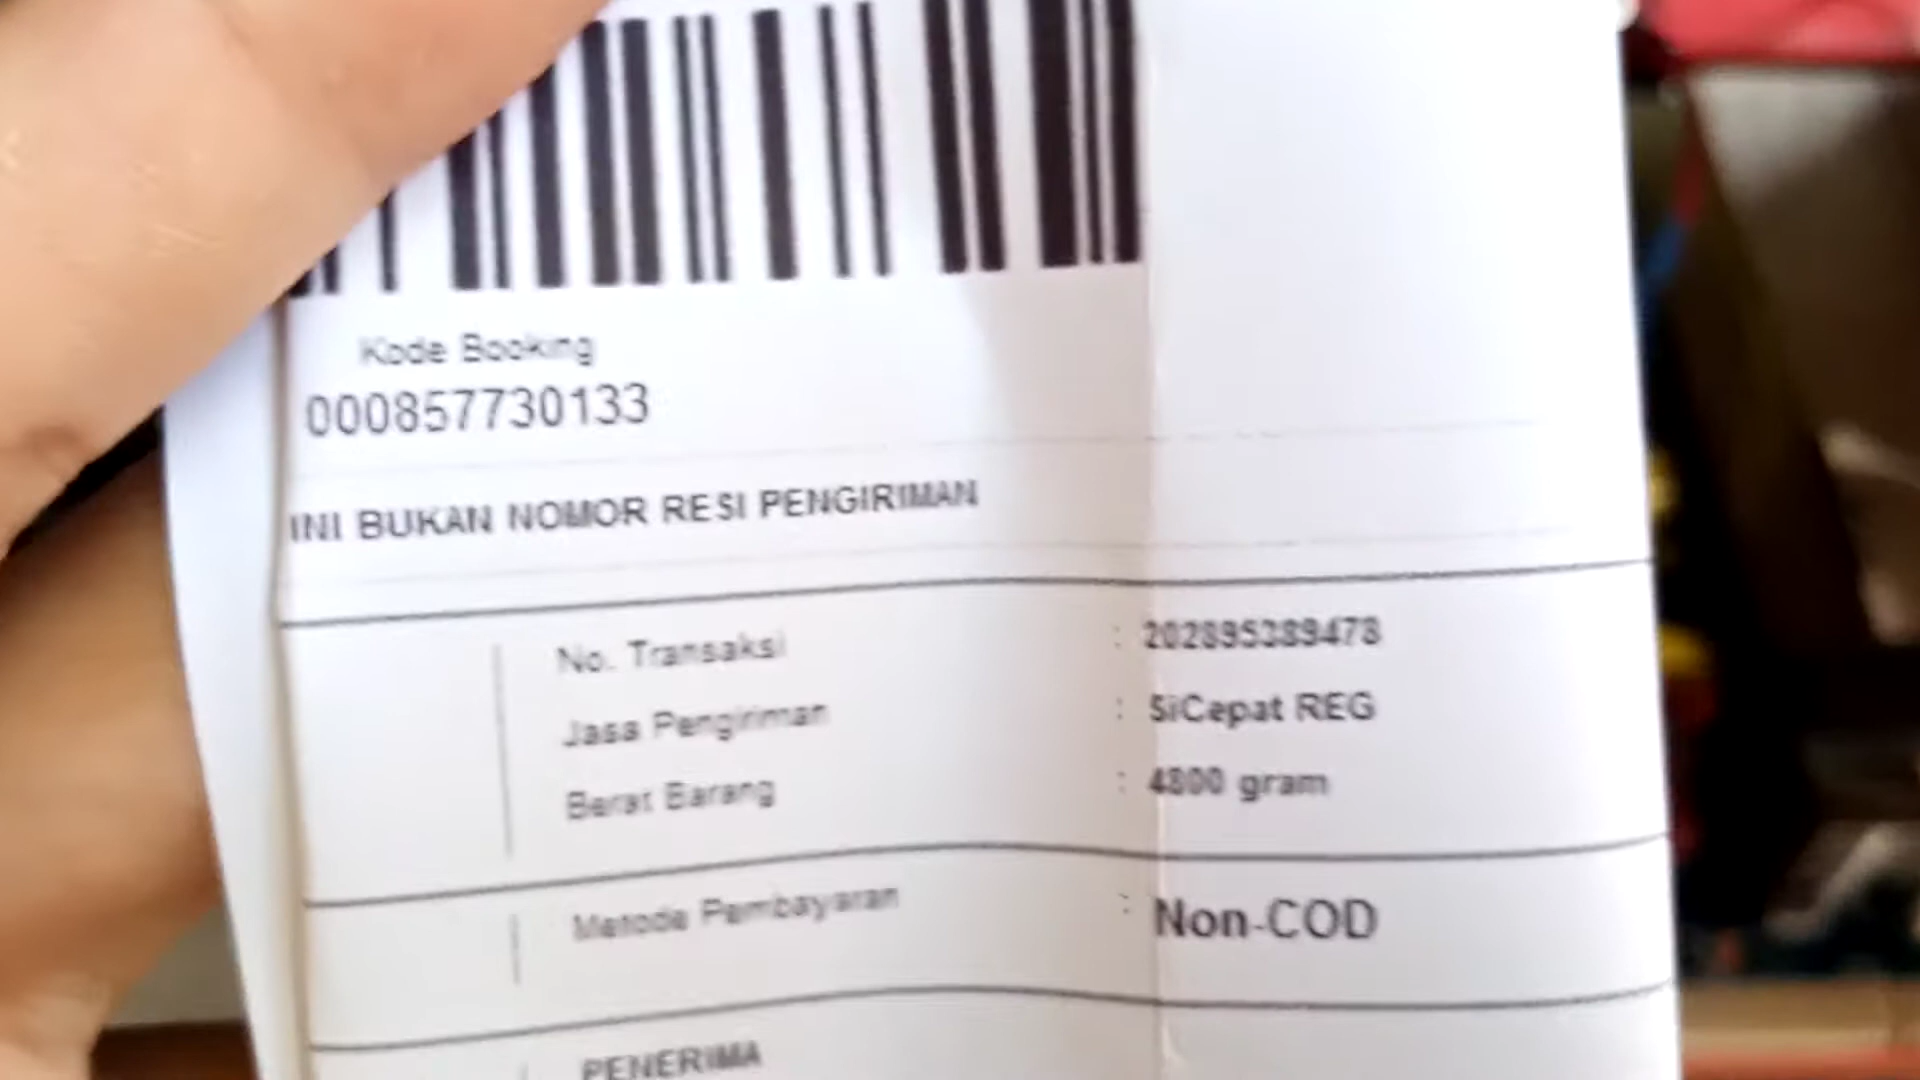 Kode Booking
000857730133
INI BUKAN NOMOR RESI PENGIRIMAN
No. Transaksi : 202895389478
Jasa Pengiriman : SiCepat REG
Berat Barang : 4800 gram
Metode Pembayaran : Non-COD
PENERIMA